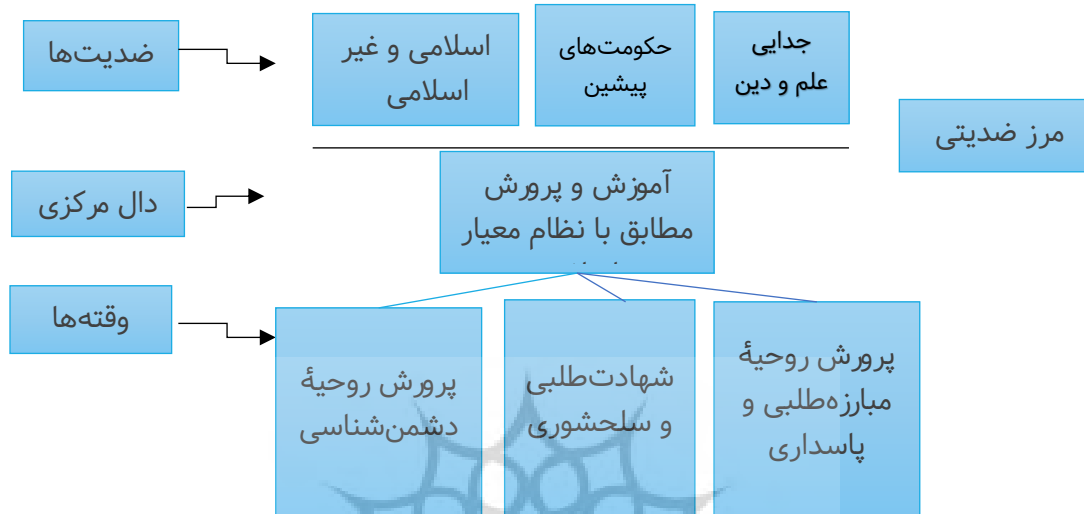 ضدیت‌ها
اسلامی و غیر
اسلامی
حکومت‌های
پیشین
جدایی
علم و دین
مرز ضدیتی
دال مرکزی
آموزش و پرورش
مطابق با نظام معیار
وقته‌ها
پرورش روحیهٔ
دشمن‌شناسی
شهادت‌طلبی
و سلحشوری
پرورش روحیهٔ
مبارزه‌طلبی و
پاسداری